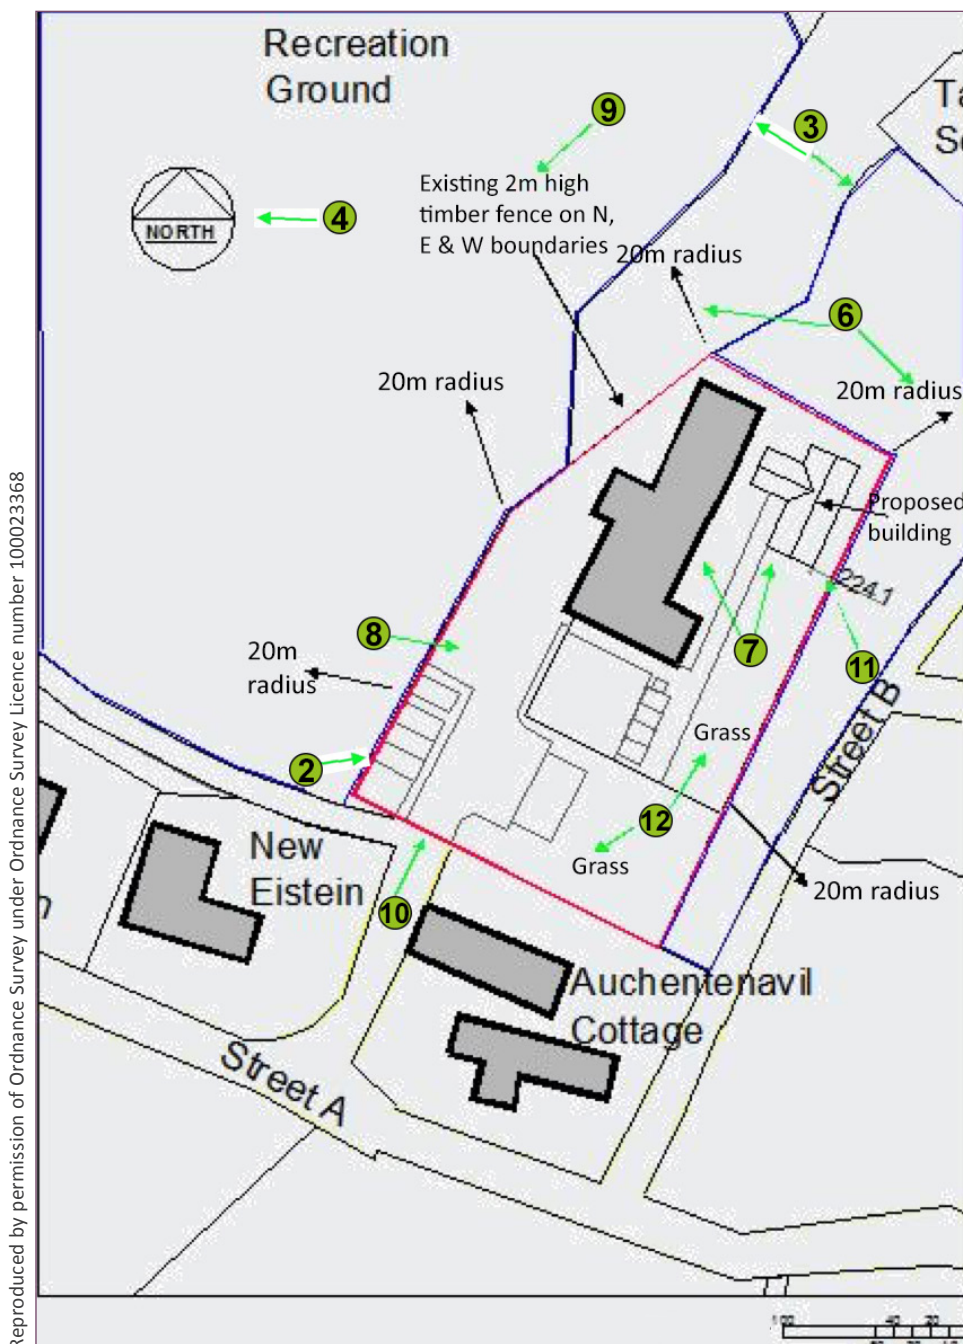 Recreation
Ground
9
3
4
NORTH
Existing 2m high
timber fence on N,
E & W boundaries
20m radius
6
20m radius
20m radius
Proposed
building
224.1
8
7
11
20m
radius
Grass
Street B
2
12
Grass
New
Eistein
10
20m radius
Auchentenavil
Cottage
Street A
Reproduced by permission of Ordnance Survey under Ordnance Survey Licence number 100023368